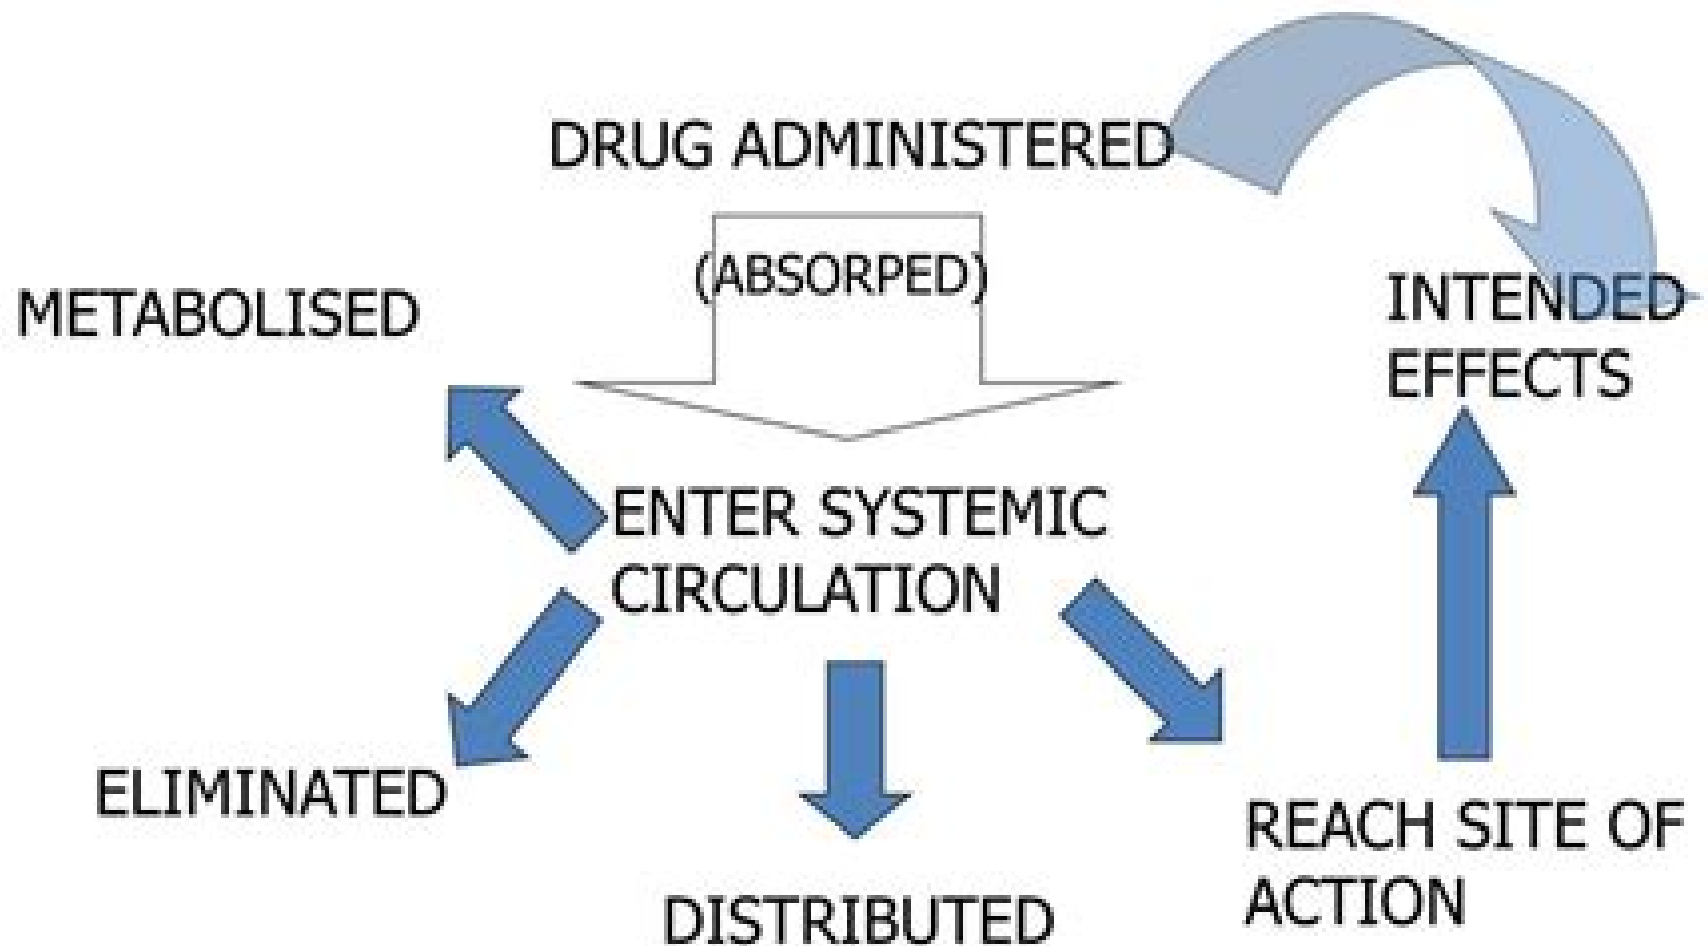 DRUG ADMINISTERED
(ABSORPED)
METABOLISED
INTENDED
EFFECTS
ENTER SYSTEMIC
CIRCULATION
ELIMINATED
REACH SITE OF
ACTION
DISTRIBUTED